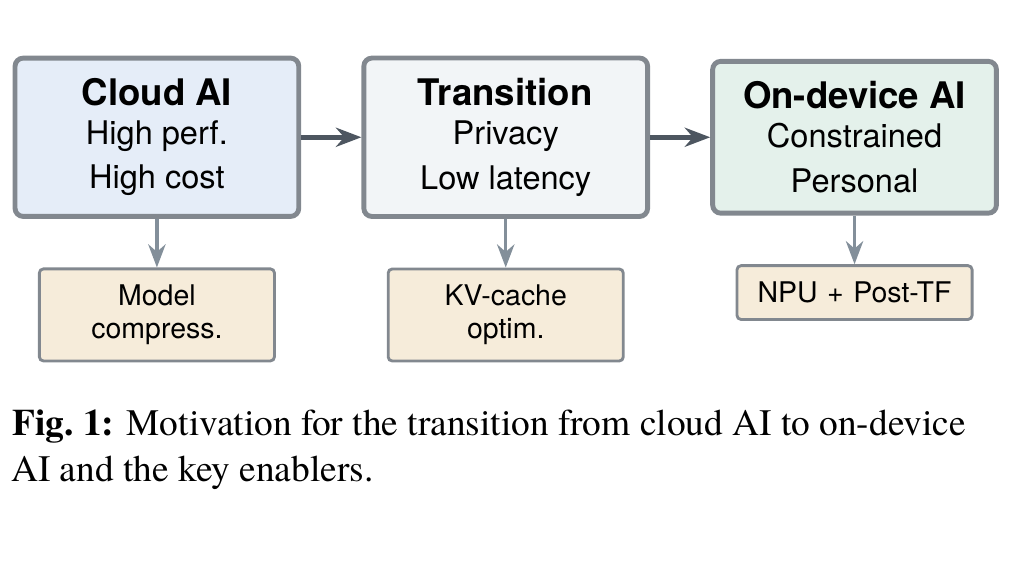 Cloud AI
High perf.
High cost
Transition
Privacy
Low latency
On-device AI
Constrained
Personal
Model
compress.
KV-cache
optim.
NPU + Post-TF
Fig. 1: Motivation for the transition from cloud AI to on-device
AI and the key enablers.